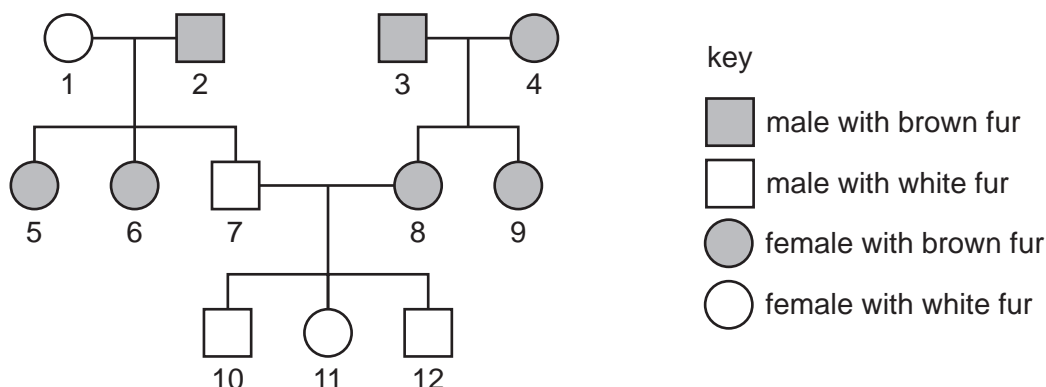 1 2 3 4
5 6 7 8 9
10 11 12
key
male with brown fur
male with white fur
female with brown fur
female with white fur